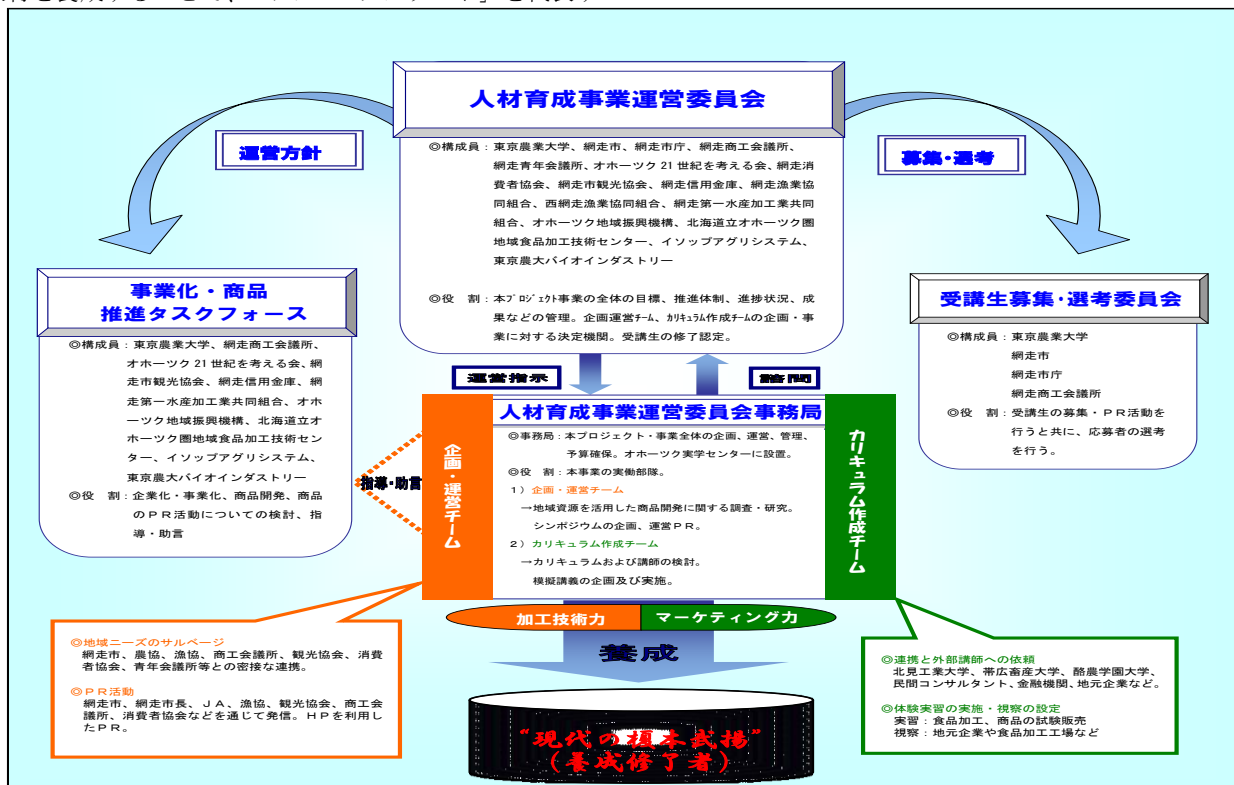 人材育成事業運営委員会
◎構成員：東京農業大学、網走市、網走市庁、網走商工会議所、
網走青年会議所、オホーツク21世紀を考える会、網走消
費者協会、網走市観光協会、網走信用金庫、網走漁業協
同組合、西網走漁業協同組合、網走第一水産加工業共同
組合、オホーツク地域振興機構、北海道立オホーツク圏
地域食品加工技術センター、イソップアグリシステム、
東京農大バイオインダストリー
◎役　割：本ﾌﾟﾛｼﾞｪｸﾄ事業の全体の目標、推進体制、進捗状況、成
果などの管理。企画運営ﾁｰﾑ、ｶﾘｷｭﾗﾑ作成ﾁｰﾑの企画・事
業に対する決定機関。受講生の修了認定。
運営方針
募集・選考
事業化・商品
推進タスクフォース
◎構成員：東京農業大学、網走商工会議所、
オホーツク21世紀を考える会、網
走市観光協会、網走信用金庫、網
走第一水産加工業共同組合、オホ
ーツク地域振興機構、北海道立オ
ホーツク圏地域食品加工技術セン
ター、イソップアグリシステム、
東京農大バイオインダストリー
◎役　割：企業化・事業化、商品開発、商品
のＰＲ活動についての検討、指
導・助言
受講生募集・選考委員会
◎構成員：東京農業大学
網走市
網走市庁
網走商工会議所
◎役　割：受講生の募集・ＰＲ活動を
行うと共に、応募者の選考
を行う。
運営指示
諮問
指導・助言
企画・運営チーム
人材育成事業運営委員会事務局
◎事務局：本プロジェクト・事業全体の企画、運営、管理、
予算確保。オホーツク実学センターに設置。
◎役　割：本事業の実働部隊。
１）企画・運営チーム
→地域資源を活用した商品開発に関する調査・研究。
シンポジウムの企画、運営ＰＲ。
２）カリキュラム作成チーム
→カリキュラムおよび講師の検討。
模擬講義の企画及び実施。
カリキュラム作成チーム
加工技術力
マーケティング力
養成
◎地域ニーズのサルベージ
網走市、農協、漁協、商工会議所、観光協会、消費
者協会、青年会議所等との密接な連携。
◎ＰＲ活動
網走市、網走市長、ＪＡ、漁協、観光協会、商工会
議所、消費者協会などを通じて発信。ＨＰを利用し
たＰＲ。
◎連携と外部講師への依頼
北見工業大学、帯広畜産大学、酪農学園大学、
民間コンサルタント、金融機関、地元企業など。
◎体験実習の実施・視察の設定
実習：食品加工、商品の試験販売
視察：地元企業や食品加工工場など
“現代の榎本武揚”
（養成修了者）